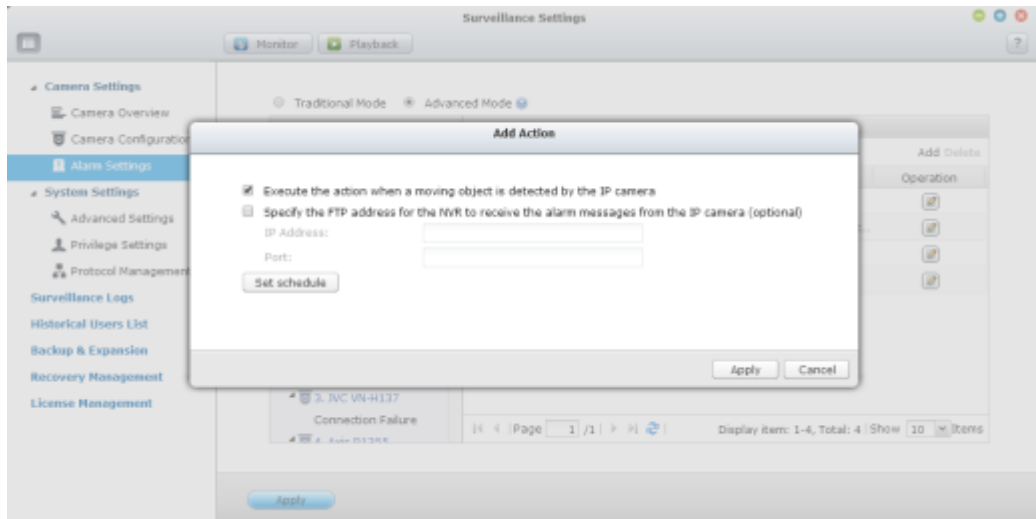 Surveillance Settings
Monitor Playback ?
Camera Settings
Camera Overview
Camera Configuration
Alarm Settings
System Settings
Advanced Settings
Privilege Settings
Protocol Management
Surveillance Logs
Historical Users List
Backup & Expansion
Recovery Management
License Management
Traditional Mode Advanced Mode
Add Action
Execute the action when a moving object is detected by the IP camera
Specify the FTP address for the NVR to receive the alarm messages from the IP camera (optional)
IP Address:
Port:
Set schedule
Apply Cancel
Add Delete
Operation
3. JVC VN-H137
Connection Failure
Page 1 /1 Display item: 1-4, Total: 4 Show 10 Items
Apply